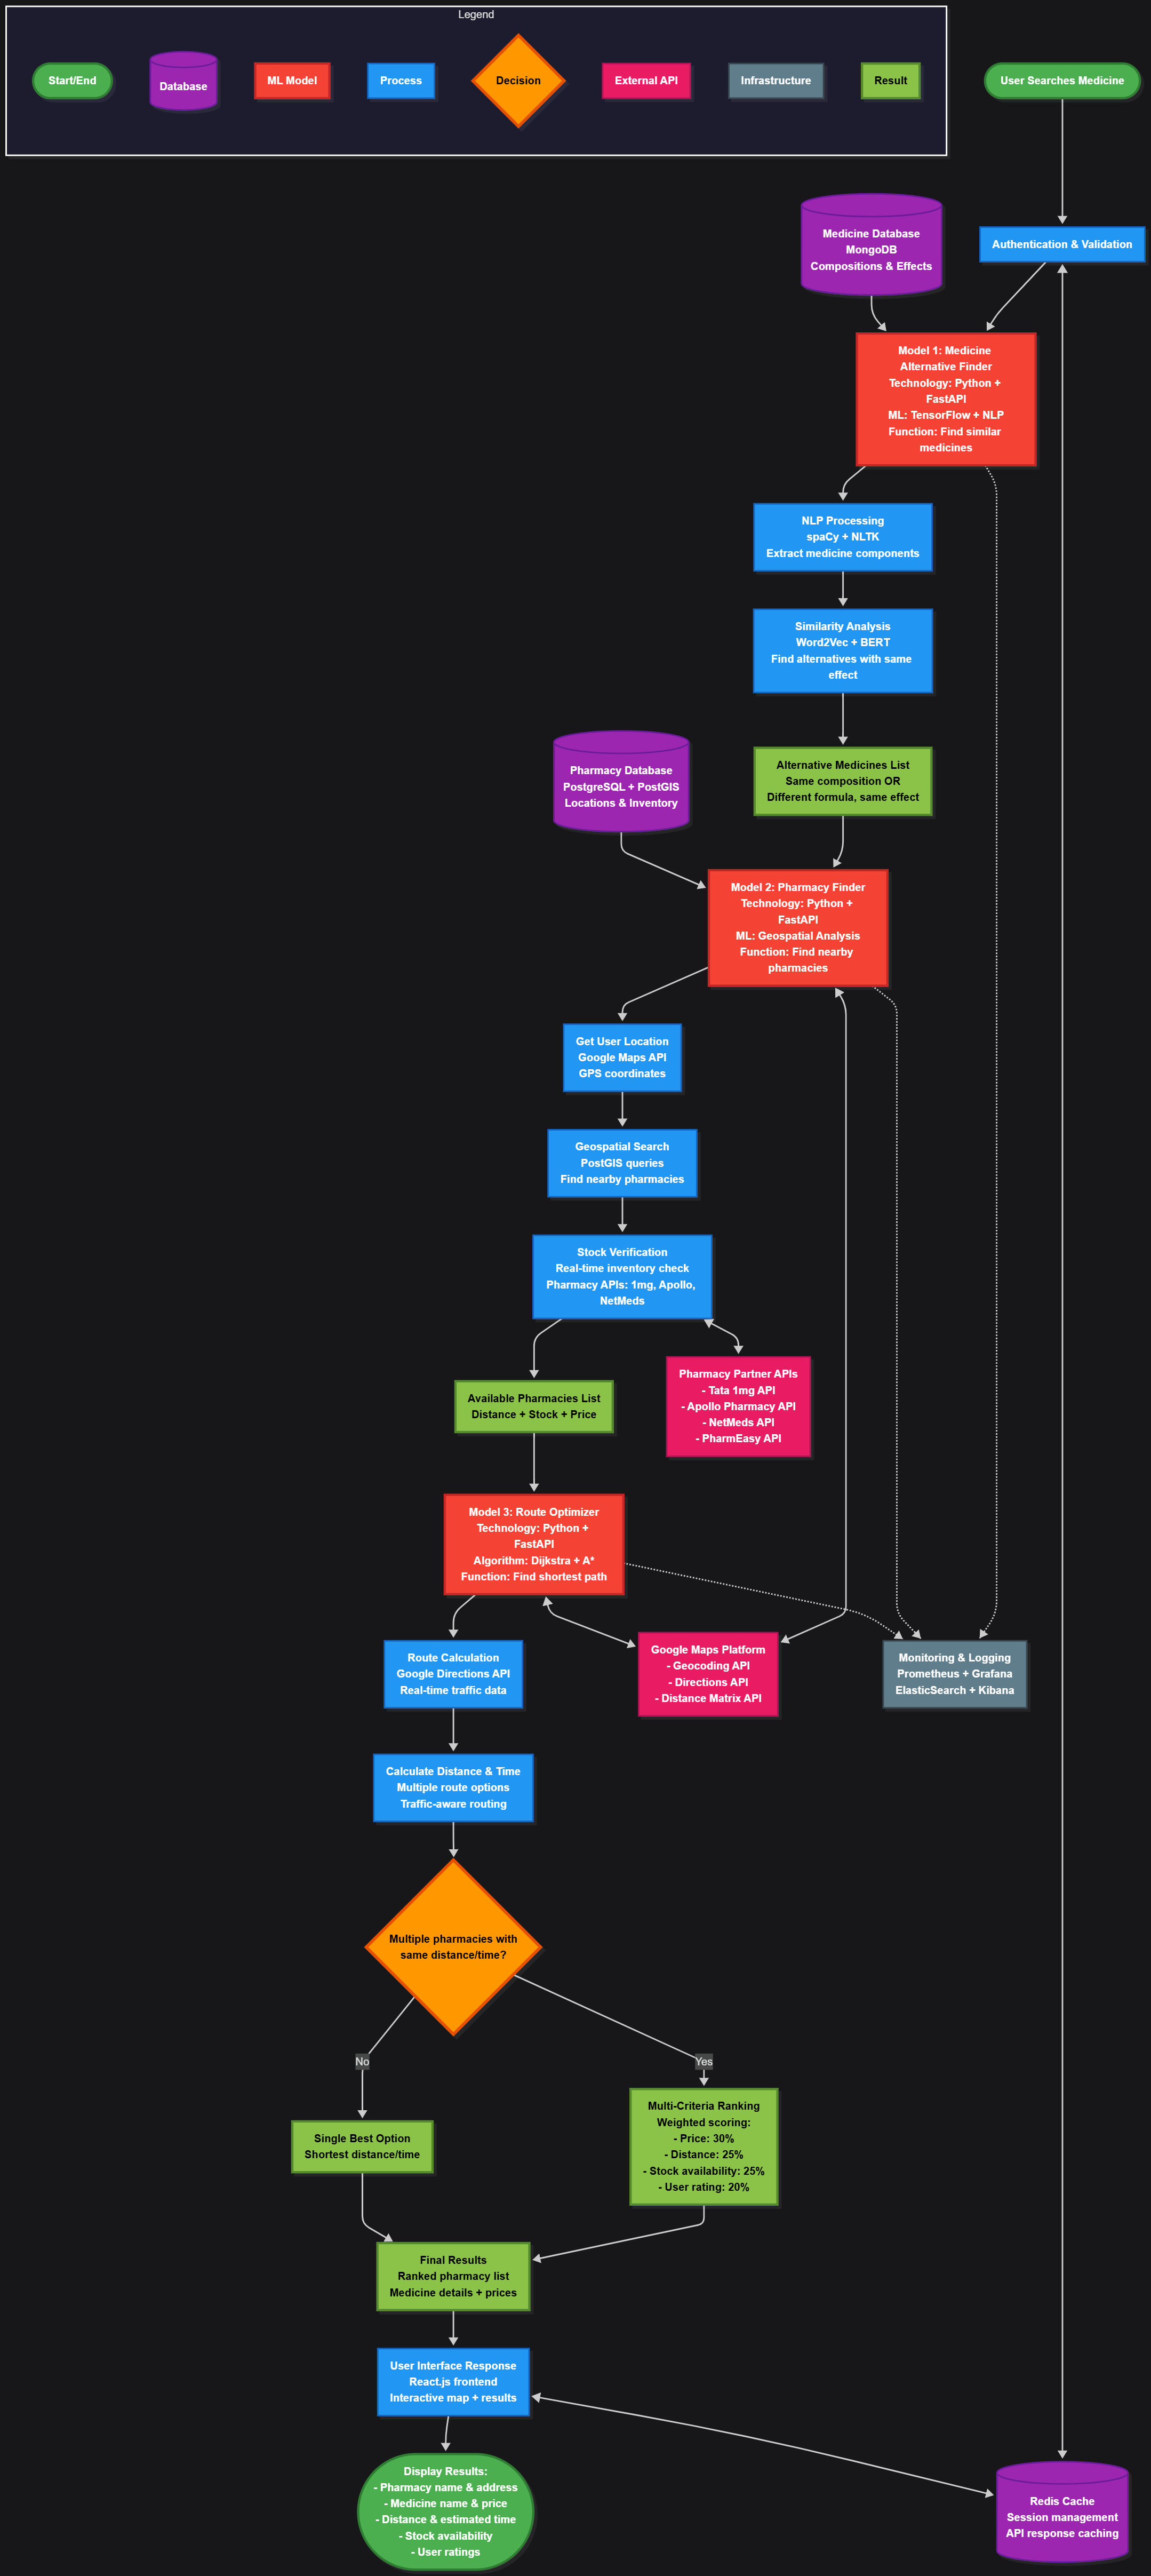 Legend
Start/End
Database
ML Model
Process
Decision
External API
Infrastructure
Result
User Searches Medicine
Medicine Database
MongoDB
Compositions & Effects
Authentication & Validation
Model 1: Medicine
Alternative Finder
Technology: Python +
FastAPI
ML: TensorFlow + NLP
Function: Find similar
medicines
NLP Processing
spaCy + NLTK
Extract medicine components
Similarity Analysis
Word2Vec + BERT
Find alternatives with same
effect
Pharmacy Database
PostgreSQL + PostGIS
Locations & Inventory
Alternative Medicines List
Same composition OR
Different formula, same effect
Model 2: Pharmacy Finder
Technology: Python +
FastAPI
ML: Geospatial Analysis
Function: Find nearby
pharmacies
Get User Location
Google Maps API
GPS coordinates
Geospatial Search
PostGIS queries
Find nearby pharmacies
Stock Verification
Real-time inventory check
Pharmacy APIs: 1mg, Apollo,
NetMeds
Available Pharmacies List
Distance + Stock + Price
Pharmacy Partner APIs
- Tata 1mg API
- Apollo Pharmacy API
- NetMeds API
- PharmEasy API
Model 3: Route Optimizer
Technology: Python +
FastAPI
Algorithm: Dijkstra + A*
Function: Find shortest path
Route Calculation
Google Directions API
Real-time traffic data
Google Maps Platform
- Geocoding API
- Directions API
- Distance Matrix API
Monitoring & Logging
Prometheus + Grafana
ElasticSearch + Kibana
Calculate Distance & Time
Multiple route options
Traffic-aware routing
Multiple pharmacies with
same distance/time?
No
Yes
Single Best Option
Shortest distance/time
Multi-Criteria Ranking
Weighted scoring:
- Price: 30%
- Distance: 25%
- Stock availability: 25%
- User rating: 20%
Final Results
Ranked pharmacy list
Medicine details + prices
User Interface Response
React.js frontend
Interactive map + results
Display Results:
- Pharmacy name & address
- Medicine name & price
- Distance & estimated time
- Stock availability
- User ratings
Redis Cache
Session management
API response caching